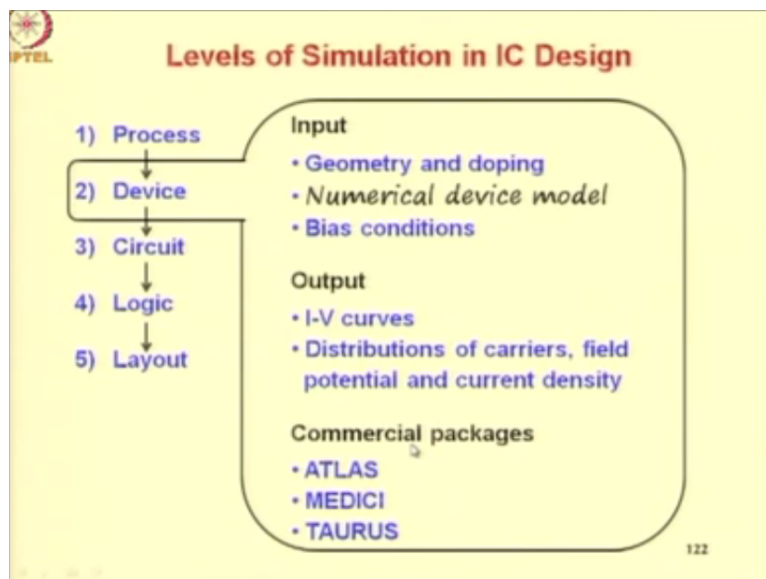 PTEL
Levels of Simulation in IC Design
1) Process
2) Device
3) Circuit
4) Logic
5) Layout
Input
• Geometry and doping
• Numerical device model
• Bias conditions
Output
• I-V curves
• Distributions of carriers, field
potential and current density
Commercial packages
• ATLAS
• MEDICI
• TAURUS
122